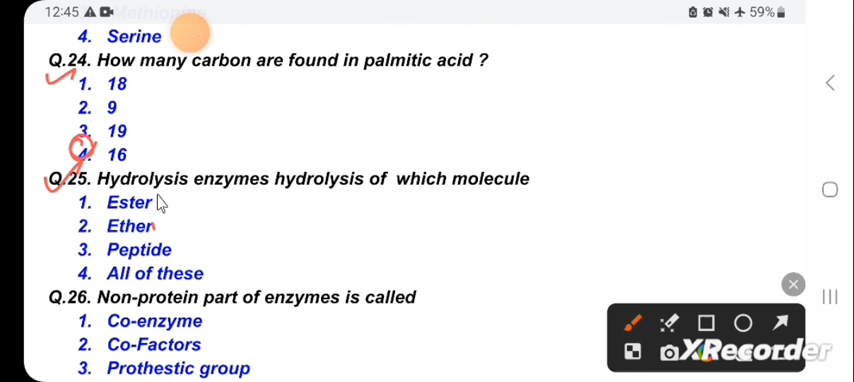 12:45 59%
Methionine
4. Serine
Q.24. How many carbon are found in palmitic acid ?
1. 18
2. 9
3. 19
4. 16
Q.25. Hydrolysis enzymes hydrolysis of which molecule
1. Ester
2. Ether
3. Peptide
4. All of these
Q.26. Non-protein part of enzymes is called
1. Co-enzyme
2. Co-Factors
3. Prothestic group
XRecorder